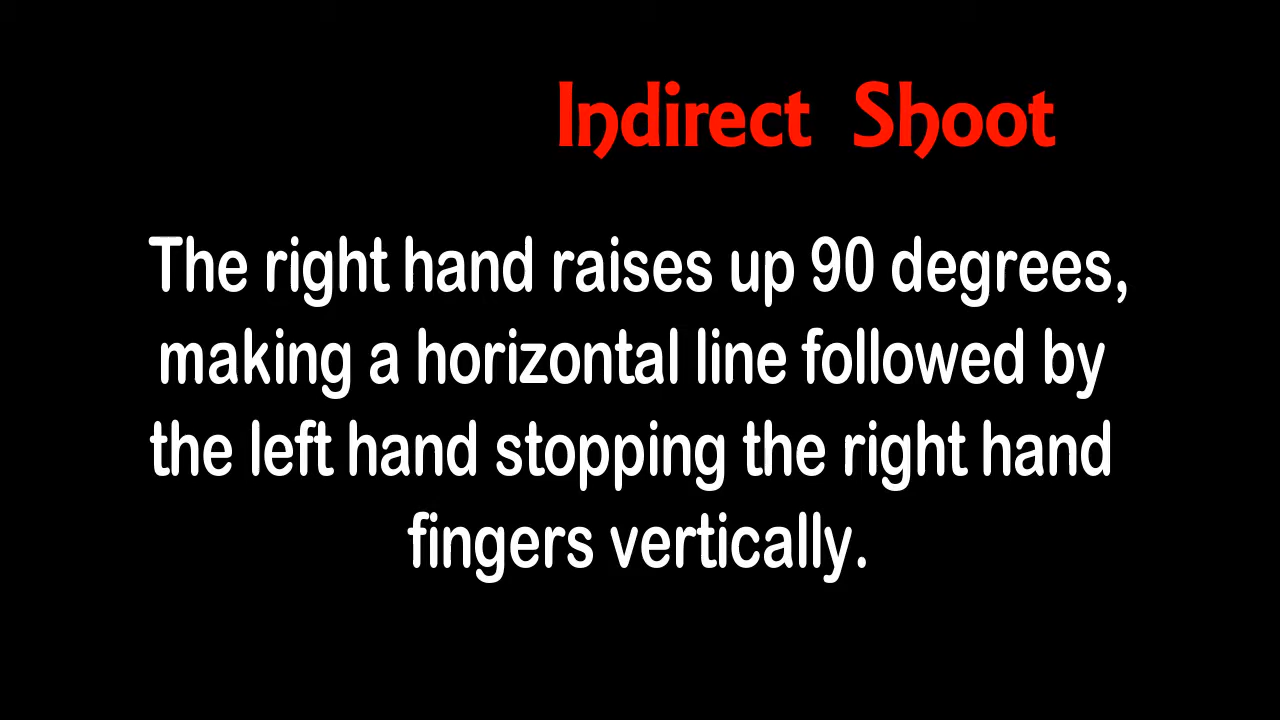 Indirect Shoot
The right hand raises up 90 degrees,
making a horizontal line followed by
the left hand stopping the right hand
fingers vertically.